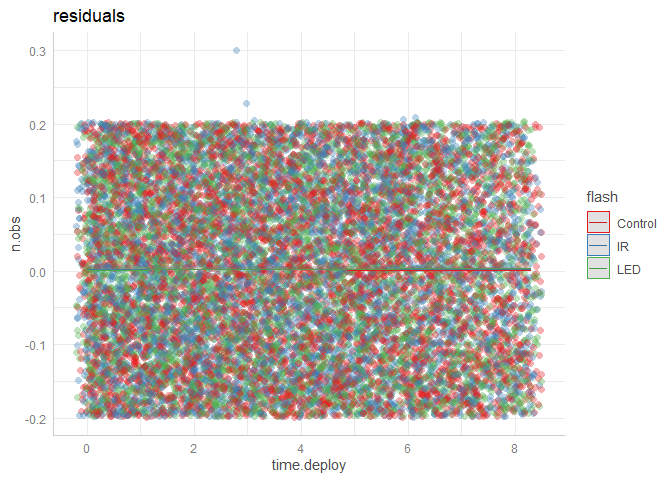 residuals
0.3
0.2
0.1
0.0
-0.1
-0.2
n.obs
0
2
4
6
8
time.deploy
flash
Control
IR
LED